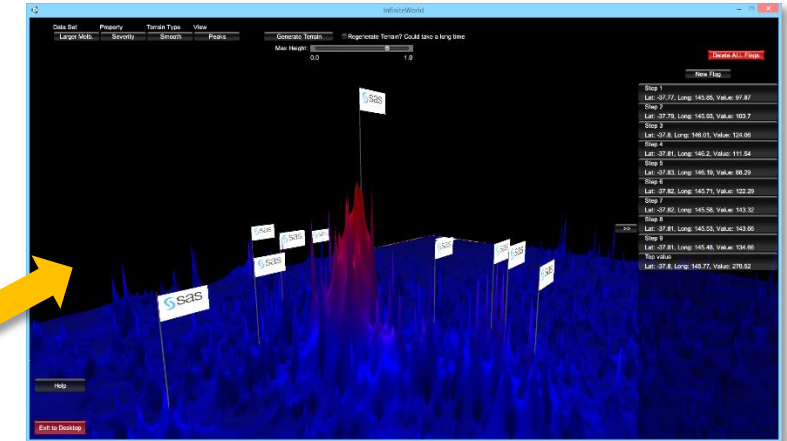 InfiniteWorld
Data Set Property Terrain Type View
Larger Melb. Severity Smooth Peaks
Generate Terrain Regenerate Terrain? Could take a long time
Max Height:
0.0 1.0
Delete ALL Flags
New Flag
Step 1
Lat: -37.77, Long: 145.85, Value: 97.87
Step 2
Lat: -37.79, Long: 145.93, Value: 103.7
Step 3
Lat: -37.8, Long: 146.01, Value: 124.96
Step 4
Lat: -37.81, Long: 146.2, Value: 111.54
Step 5
Lat: -37.83, Long: 146.19, Value: 86.29
Step 6
Lat: -37.82, Long: 145.71, Value: 122.29
Step 7
Lat: -37.82, Long: 145.58, Value: 143.32
Step 8
>> Lat: -37.81, Long: 145.53, Value: 143.66
Step 9
Lat: -37.81, Long: 145.48, Value: 134.66
Top value
Lat: -37.8, Long: 145.77, Value: 270.52
sas
sas
sas
sas
sas
sas
sas
sas
sas
sas
Help
Exit to Desktop